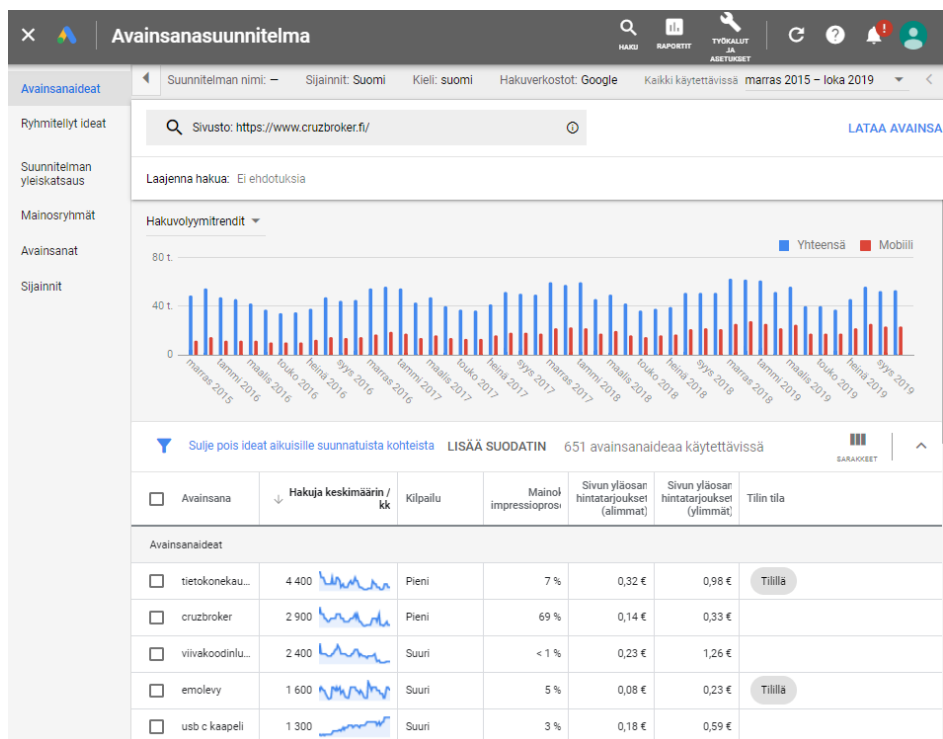 Avainsanasuunnitelma
HAKU
RAPORTIT
TYÖKALUT
JA
ASETUKSET
Avainsanaideat
Ryhmitellyt ideat
Suunnitelman
yleiskatsaus
Mainosryhmät
Avainsanat
Sijainnit
Suunnitelman nimi: — Sijainnit: Suomi Kieli: suomi Hakuverkostot: Google Kaikki käytettävissä marras 2015 – loka 2019
Sivusto: https://www.cruzbroker.fi/
LATAA AVAINSA
Laajenna hakua: Ei ehdotuksia
Hakuvolyymitrendit
Yhteensä Mobiili
80 t.
40 t.
0
marras 2015 tammi 2016 maalis 2016 touko 2016 heinä 2016 syys 2016 marras 2016 tammi 2017 maalis 2017 touko 2017 heinä 2017 syys 2017 marras 2017 tammi 2018 maalis 2018 touko 2018 heinä 2018 syys 2018 marras 2018 tammi 2019 maalis 2019 touko 2019 heinä 2019 syys 2019
Sulje pois ideat aikuisille suunnatuista kohteista LISÄÄ SUODATIN 651 avainsanaideaa käytettävissä
SARAKKEET
Avainsana
Hakuja keskimäärin /
kk
Kilpailu
Mainok
impressiopros
Sivun yläosan
hintatarjoukset
(alimmat)
Sivun yläosan
hintatarjoukset
(ylimmät)
Tilin tila
Avainsanaideat
tietokonekau... 4 400 Pieni 7 % 0,32 € 0,98 € Tilillä
cruzbroker 2 900 Pieni 69 % 0,14 € 0,33 €
viivakoodinlu... 2 400 Suuri < 1 % 0,23 € 1,26 €
emolevy 1 600 Suuri 5 % 0,08 € 0,23 € Tilillä
usb c kaapeli 1 300 Suuri 3 % 0,18 € 0,59 €